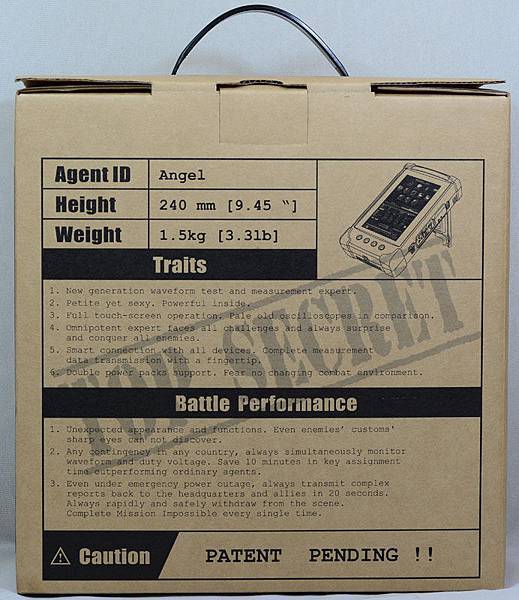 Agent ID Angel
Height 240 mm [9.45 “]
Weight 1.5kg [3.3lb]
Traits
1. New generation waveform test and measurement expert.
2. Petite yet sexy. Powerful inside.
3. Full touch-screen operation. Pale old oscilloscopes in comparison.
4. Omnipotent expert faces all challenges and always surprise
and conquer all enemies.
5. Smart connection with all devices. Complete measurement
data transmission with a fingertip.
6. Double power packs support. Fear no changing combat environment.
TOP SECRET
Battle Performance
1. Unexpected appearance and functions. Even enemies' customs'
sharp eyes can not discover.
2. Any contingency in any country, always simultaneously monitor
waveform and duty voltage. Save 10 minutes in key assignment
time outperforming ordinary agents.
3. Even under emergency power outage, always transmit complex
reports back to the headquarters and allies in 20 seconds.
Always rapidly and safely withdraw from the scene.
Complete Mission Impossible every single time.
Caution PATENT PENDING !!